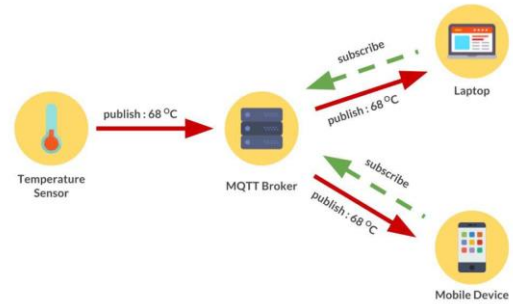 subscribe
publish : 68 °C
Laptop
publish : 68 °C
Temperature
Sensor
MQTT Broker
subscribe
publish : 68 °C
Mobile Device